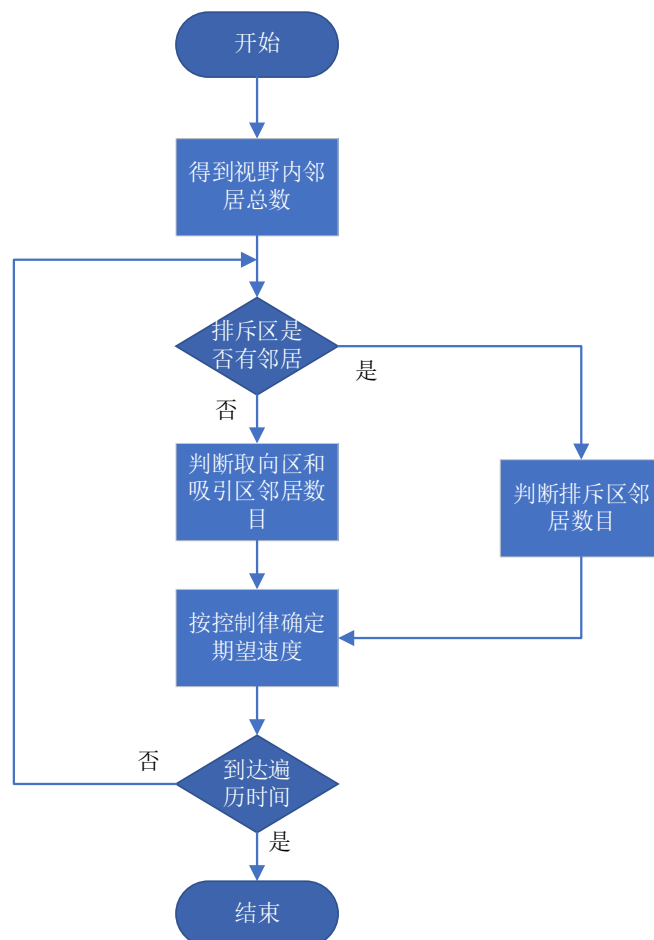 开始
得到视野内邻
居总数
排斥区是
否有邻居
是
否
判断取向区和
吸引区邻居数
目
判断排斥区邻
居数目
按控制律确定
期望速度
否
到达遍
历时间
是
结束